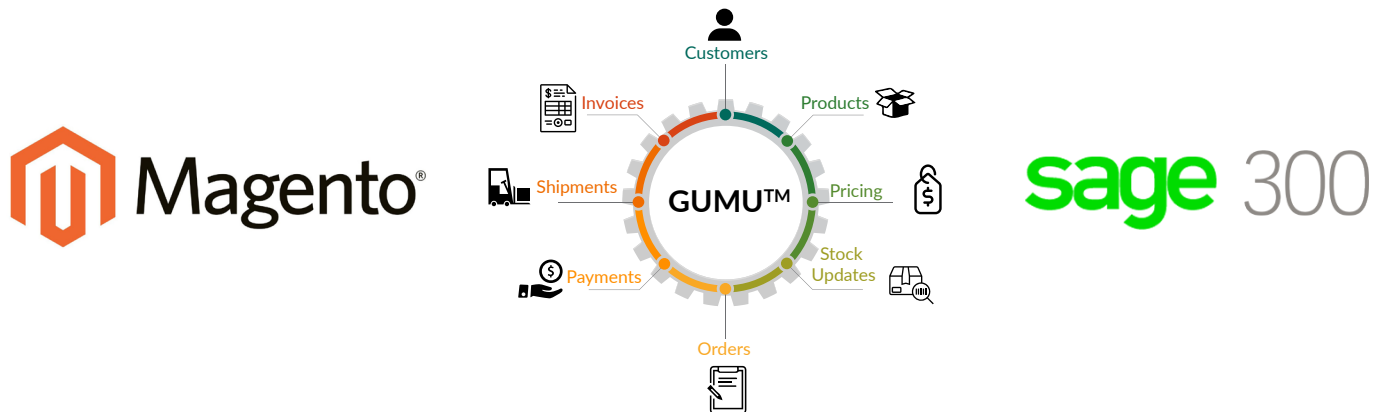 Magento®
Customers
Invoices
Products
Shipments
GUMU™
Pricing
Payments
Stock
Updates
Orders
sage 300